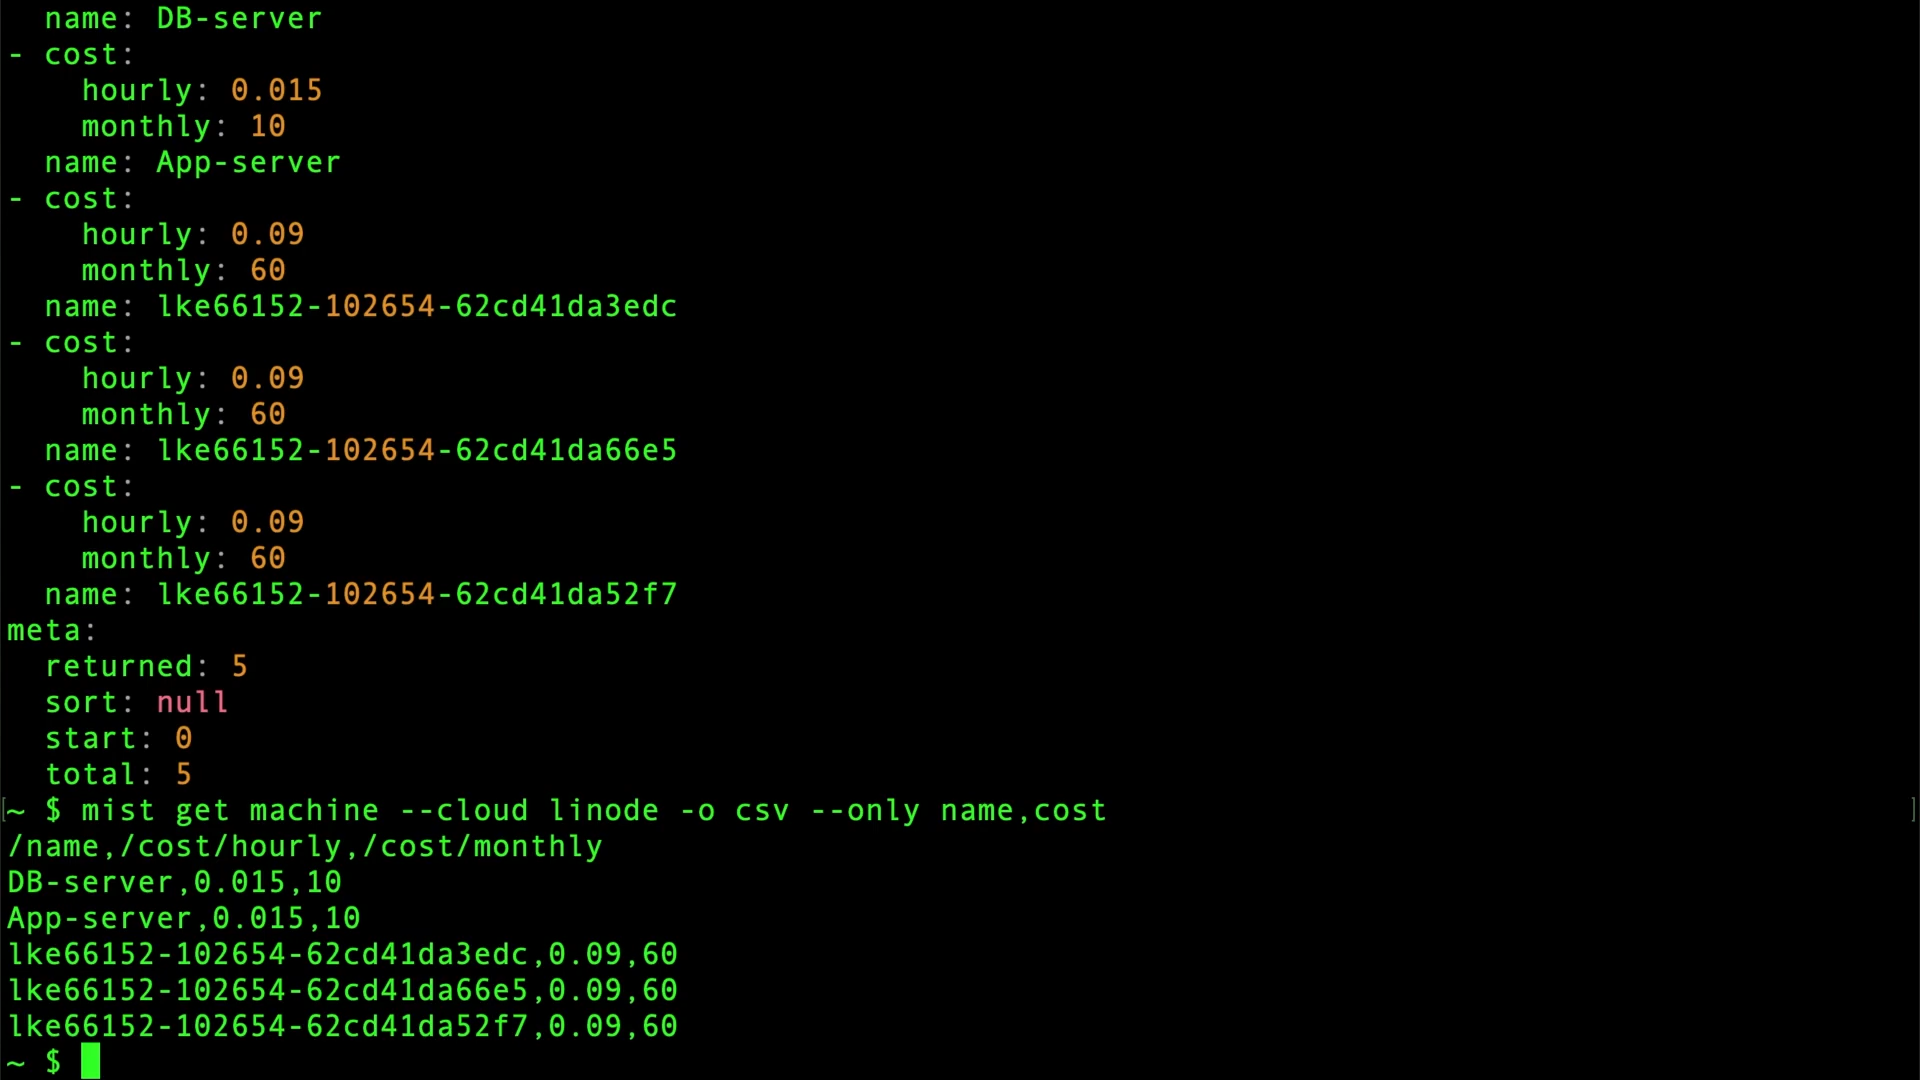 name: DB-server
- cost:
    hourly: 0.015
    monthly: 10
  name: App-server
- cost:
    hourly: 0.09
    monthly: 60
  name: lke66152-102654-62cd41da3edc
- cost:
    hourly: 0.09
    monthly: 60
  name: lke66152-102654-62cd41da66e5
- cost:
    hourly: 0.09
    monthly: 60
  name: lke66152-102654-62cd41da52f7
meta:
  returned: 5
  sort: null
  start: 0
  total: 5
[~ $ mist get machine --cloud linode -o csv --only name,cost ]
/name,/cost/hourly,/cost/monthly
DB-server,0.015,10
App-server,0.015,10
lke66152-102654-62cd41da3edc,0.09,60
lke66152-102654-62cd41da66e5,0.09,60
lke66152-102654-62cd41da52f7,0.09,60
~ $